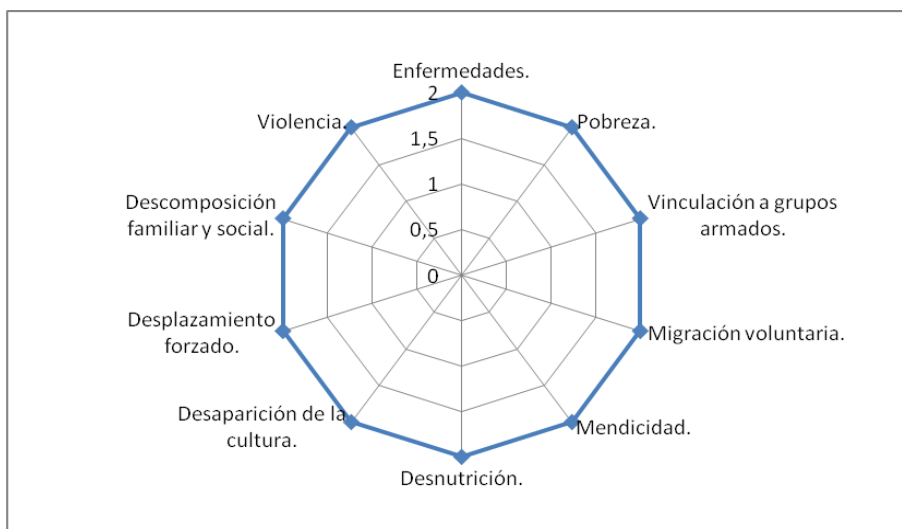 Enfermedades.
2
Violencia.
Pobreza.
1,5
Descomposición
familiar y social.
Vinculación a grupos
armados.
1
0,5
0
Desplazamiento
forzado.
Migración voluntaria.
Desaparición de la
cultura.
Mendicidad.
Desnutrición.